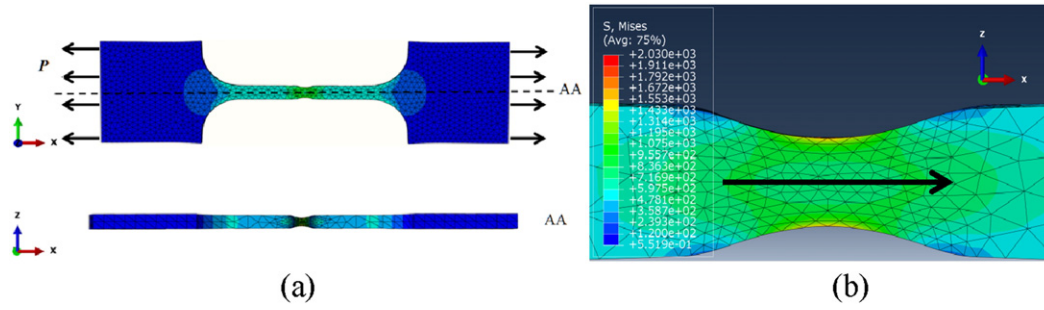 P
AA
Y
X
Z
X
AA
(a)
S, Mises
(Avg: 75%)
+2.030e+03
+1.911e+03
+1.792e+03
+1.672e+03
+1.553e+03
+1.433e+03
+1.314e+03
+1.195e+03
+1.075e+03
+9.557e+02
+8.363e+02
+7.169e+02
+5.975e+02
+4.781e+02
+3.587e+02
+2.393e+02
+1.200e+02
+5.519e-01
Z
X
(b)